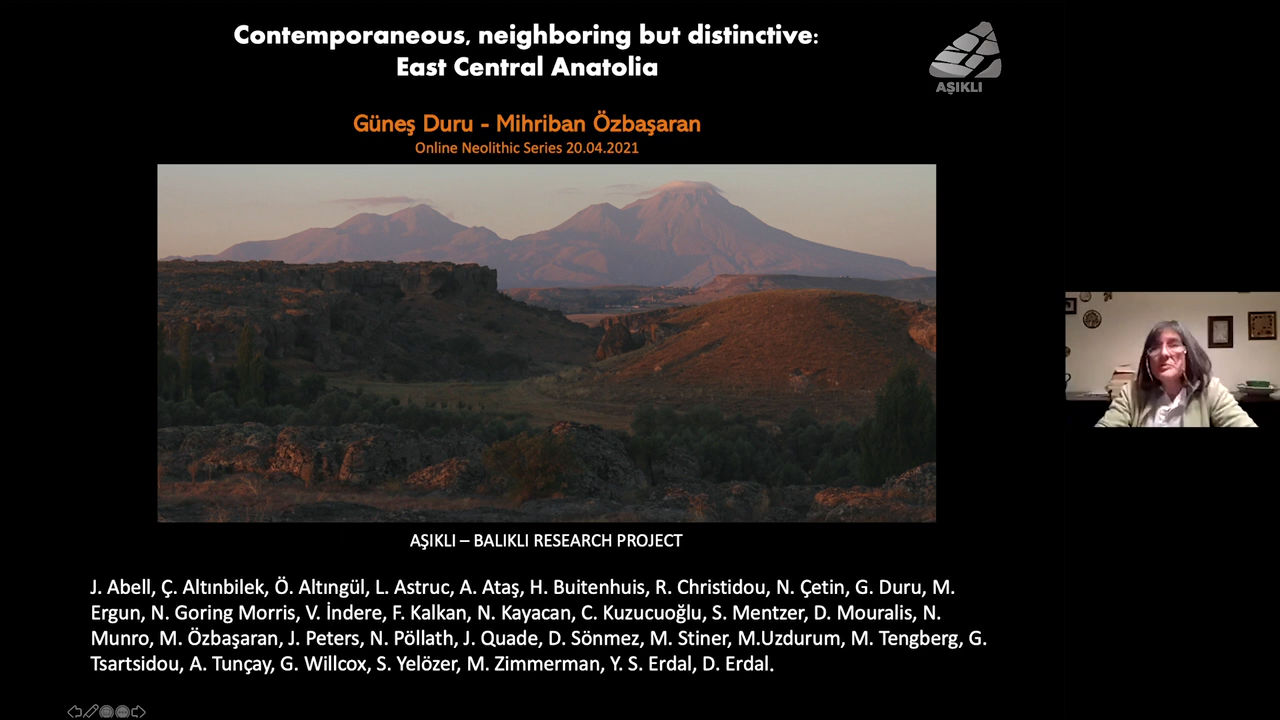 Contemporaneous, neighboring but distinctive:
East Central Anatolia
AŞIKLI
Güneş Duru - Mihriban Özbaşaran
Online Neolithic Series 20.04.2021
AŞIKLI – BALIKLI RESEARCH PROJECT
J. Abell, Ç. Altınbilek, Ö. Altıngül, L. Astruc, A. Ataş, H. Buitenhuis, R. Christidou, N. Çetin, G. Duru, M.
Ergun, N. Goring Morris, V. İndere, F. Kalkan, N. Kayacan, C. Kuzucuoğlu, S. Mentzer, D. Mouralis, N.
Munro, M. Özbaşaran, J. Peters, N. Pöllath, J. Quade, D. Sönmez, M. Stiner, M.Uzdurum, M. Tengberg, G.
Tsartsidou, A. Tunçay, G. Willcox, S. Yelözer, M. Zimmerman, Y. S. Erdal, D. Erdal.